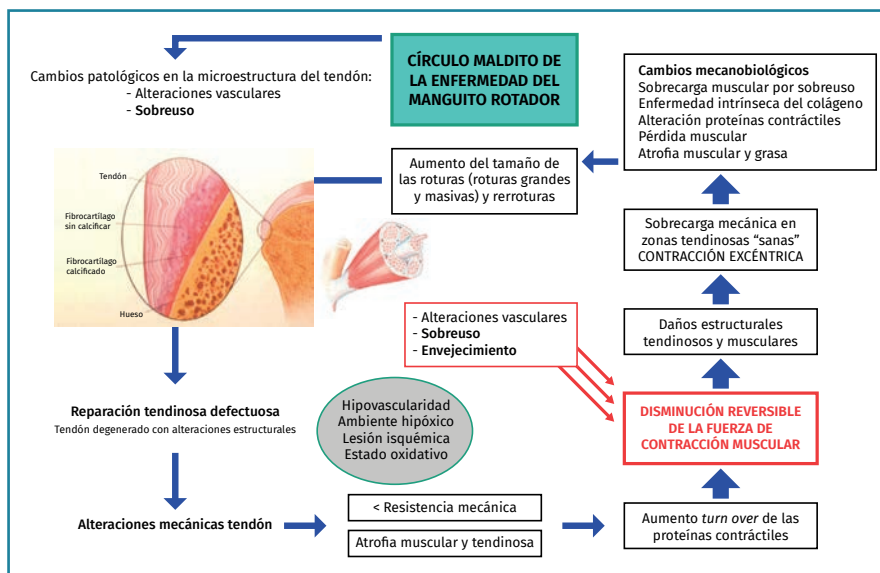 CÍRCULO MALDITO DE
LA ENFERMEDAD DEL
MANGUITO ROTADOR
Cambios patológicos en la microestructura del tendón:
- Alteraciones vasculares
- Sobreuso
Tendón
Fibrocartílago
sin calcificar
Fibrocartílago
calcificado
Hueso
Reparación tendinosa defectuosa
Tendón degenerado con alteraciones estructurales
Alteraciones mecánicas tendón
Hipovascularidad
Ambiente hipóxico
Lesión isquémica
Estado oxidativo
< Resistencia mecánica
Atrofia muscular y tendinosa
Aumento turn over de las
proteínas contráctiles
DISMINUCIÓN REVERSIBLE
DE LA FUERZA DE
CONTRACCIÓN MUSCULAR
- Alteraciones vasculares
- Sobreuso
- Envejecimiento
Daños estructurales
tendinosos y musculares
Sobrecarga mecánica en
zonas tendinosas “sanas”
CONTRACCIÓN EXCÉNTRICA
Cambios mecanobiológicos
Sobrecarga muscular por sobreuso
Enfermedad intrínseca del colágeno
Alteración proteínas contráctiles
Pérdida muscular
Atrofia muscular y grasa
Aumento del tamaño de
las roturas (roturas grandes
y masivas) y rerroturas